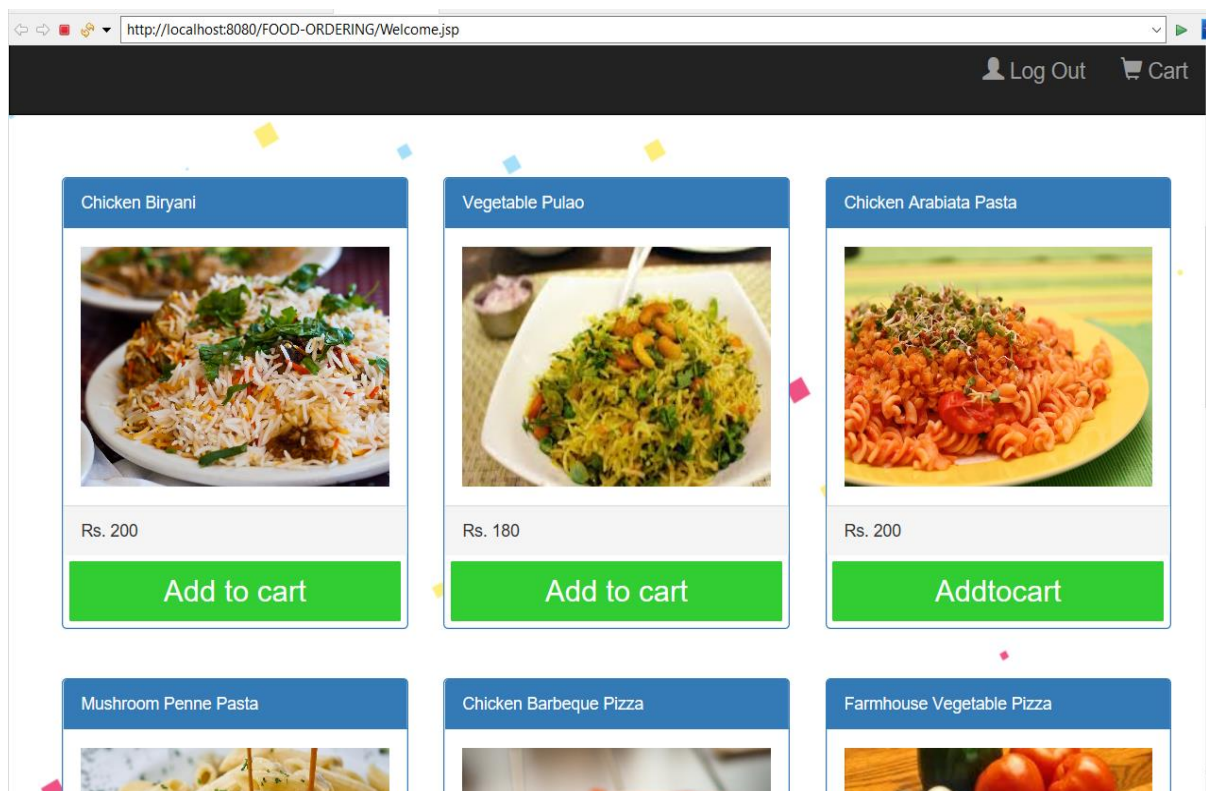 http://localhost:8080/FOOD-ORDERING/Welcome.jsp
Log Out Cart
Chicken Biryani
Vegetable Pulao
Chicken Arabiata Pasta
Rs. 200
Rs. 180
Rs. 200
Add to cart
Add to cart
Addtocart
Mushroom Penne Pasta
Chicken Barbeque Pizza
Farmhouse Vegetable Pizza